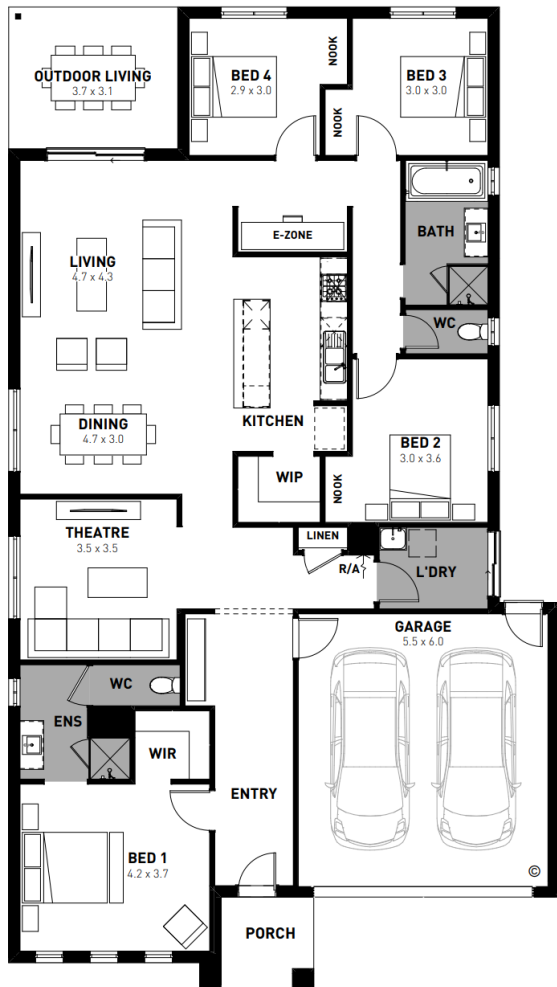 OUTDOOR LIVING
3.7 x 3.1
BED 4
2.9 x 3.0
NOOK
NOOK
BED 3
3.0 x 3.0
E-ZONE
BATH
LIVING
4.7 x 4.3
WC
DINING
4.7 x 3.0
KITCHEN
BED 2
3.0 x 3.6
WIP
NOOK
THEATRE
3.5 x 3.5
LINEN
R/A
L'DRY
GARAGE
5.5 x 6.0
WC
ENS
WIR
ENTRY
BED 1
4.2 x 3.7
©
PORCH